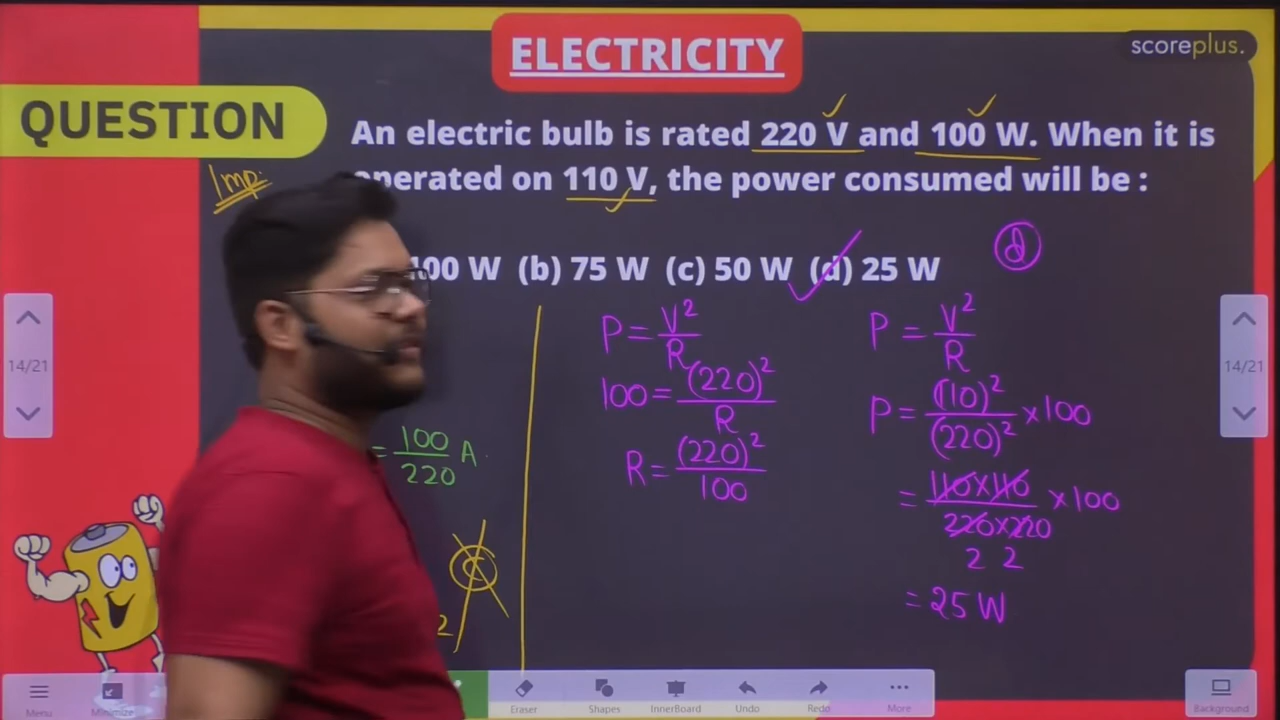 ELECTRICITY
scoreplus.
QUESTION
An electric bulb is rated 220 V and 100 W. When it is
Imp.
operated on 110 V, the power consumed will be :
100 W (b) 75 W (c) 50 W (d) 25 W
d
P = V²/R
100 = (220)²/R
R = (220)²/100
P = V²/R
P = (110)²/(220)² × 100
= 110×110/220×220 × 100
2 2
= 25 W
= 100/220 A
C
2
14/21
14/21
Menu
Minimize
Eraser
Shapes
InnerBoard
Undo
Redo
More
Background